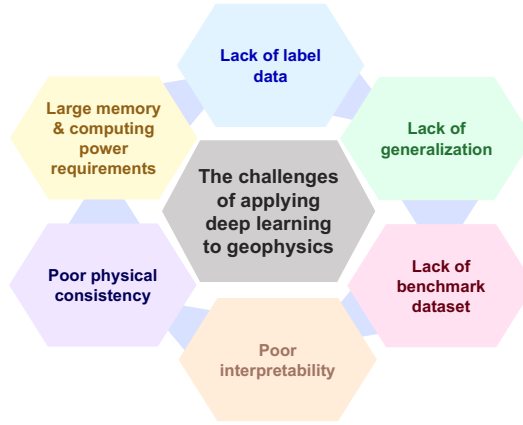 Lack of label
data
Large memory
& computing
power
requirements
Lack of
generalization
The challenges
of applying
deep learning
to geophysics
Poor physical
consistency
Lack of
benchmark
dataset
Poor
interpretability